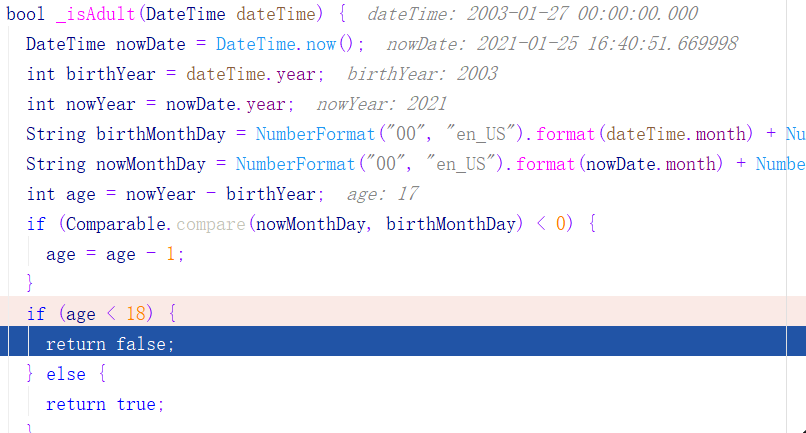 bool _isAdult(DateTime dateTime) { dateTime: 2003-01-27 00:00:00.000
DateTime nowDate = DateTime.now(); nowDate: 2021-01-25 16:40:51.669998
int birthYear = dateTime.year; birthYear: 2003
int nowYear = nowDate.year; nowYear: 2021
String birthMonthDay = NumberFormat("00", "en_US").format(dateTime.month) + Nu
String nowMonthDay = NumberFormat("00", "en_US").format(nowDate.month) + Numbe
int age = nowYear - birthYear; age: 17
if (Comparable.compare(nowMonthDay, birthMonthDay) < 0) {
age = age - 1;
}
if (age < 18) {
return false;
} else {
return true;
}